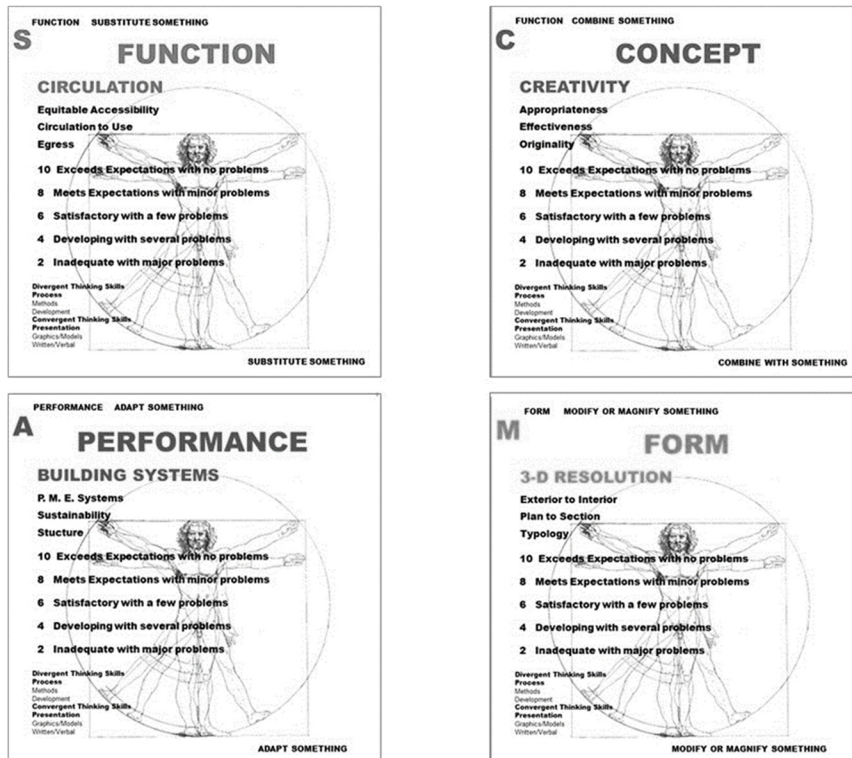 FUNCTION SUBSTITUTE SOMETHING
S
FUNCTION
CIRCULATION
Equitable Accessibility
Circulation to Use
Egress
10 Exceeds Expectations with no problems
8 Meets Expectations with minor problems
6 Satisfactory with a few problems
4 Developing with several problems
2 Inadequate with major problems
Divergent Thinking Skills
Process
Methods
Development
Convergent Thinking Skills
Presentation
Graphics/Models
Written/Verbal
SUBSTITUTE SOMETHING
FUNCTION COMBINE SOMETHING
C
CONCEPT
CREATIVITY
Appropriateness
Effectiveness
Originality
10 Exceeds Expectations with no problems
8 Meets Expectations with minor problems
6 Satisfactory with a few problems
4 Developing with several problems
2 Inadequate with major problems
Divergent Thinking Skills
Process
Methods
Development
Convergent Thinking Skills
Presentation
Graphics/Models
Written/Verbal
COMBINE WITH SOMETHING
PERFORMANCE ADAPT SOMETHING
A
PERFORMANCE
BUILDING SYSTEMS
P. M. E. Systems
Sustainability
Stucture
10 Exceeds Expectations with no problems
8 Meets Expectations with minor problems
6 Satisfactory with a few problems
4 Developing with several problems
2 Inadequate with major problems
Divergent Thinking Skills
Process
Methods
Development
Convergent Thinking Skills
Presentation
Graphics/Models
Written/Verbal
ADAPT SOMETHING
FORM MODIFY OR MAGNIFY SOMETHING
M
FORM
3-D RESOLUTION
Exterior to Interior
Plan to Section
Typology
10 Exceeds Expectations with no problems
8 Meets Expectations with minor problems
6 Satisfactory with a few problems
4 Developing with several problems
2 Inadequate with major problems
Divergent Thinking Skills
Process
Methods
Development
Convergent Thinking Skills
Presentation
Graphics/Models
Written/Verbal
MODIFY OR MAGNIFY SOMETHING